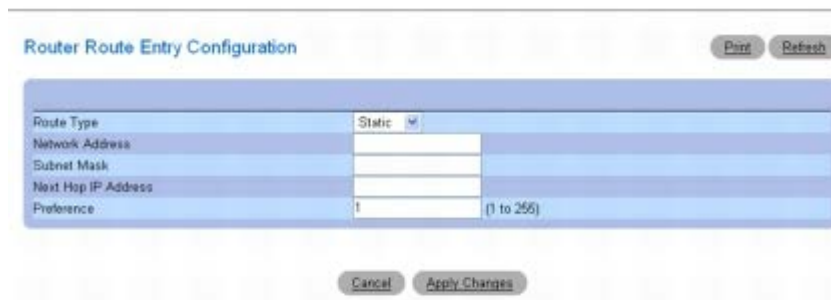 Router Route Entry Configuration
Print Refresh
Route Type Static
Network Address
Subnet Mask
Next Hop IP Address
Preference 1 (1 to 255)
Cancel Apply Changes